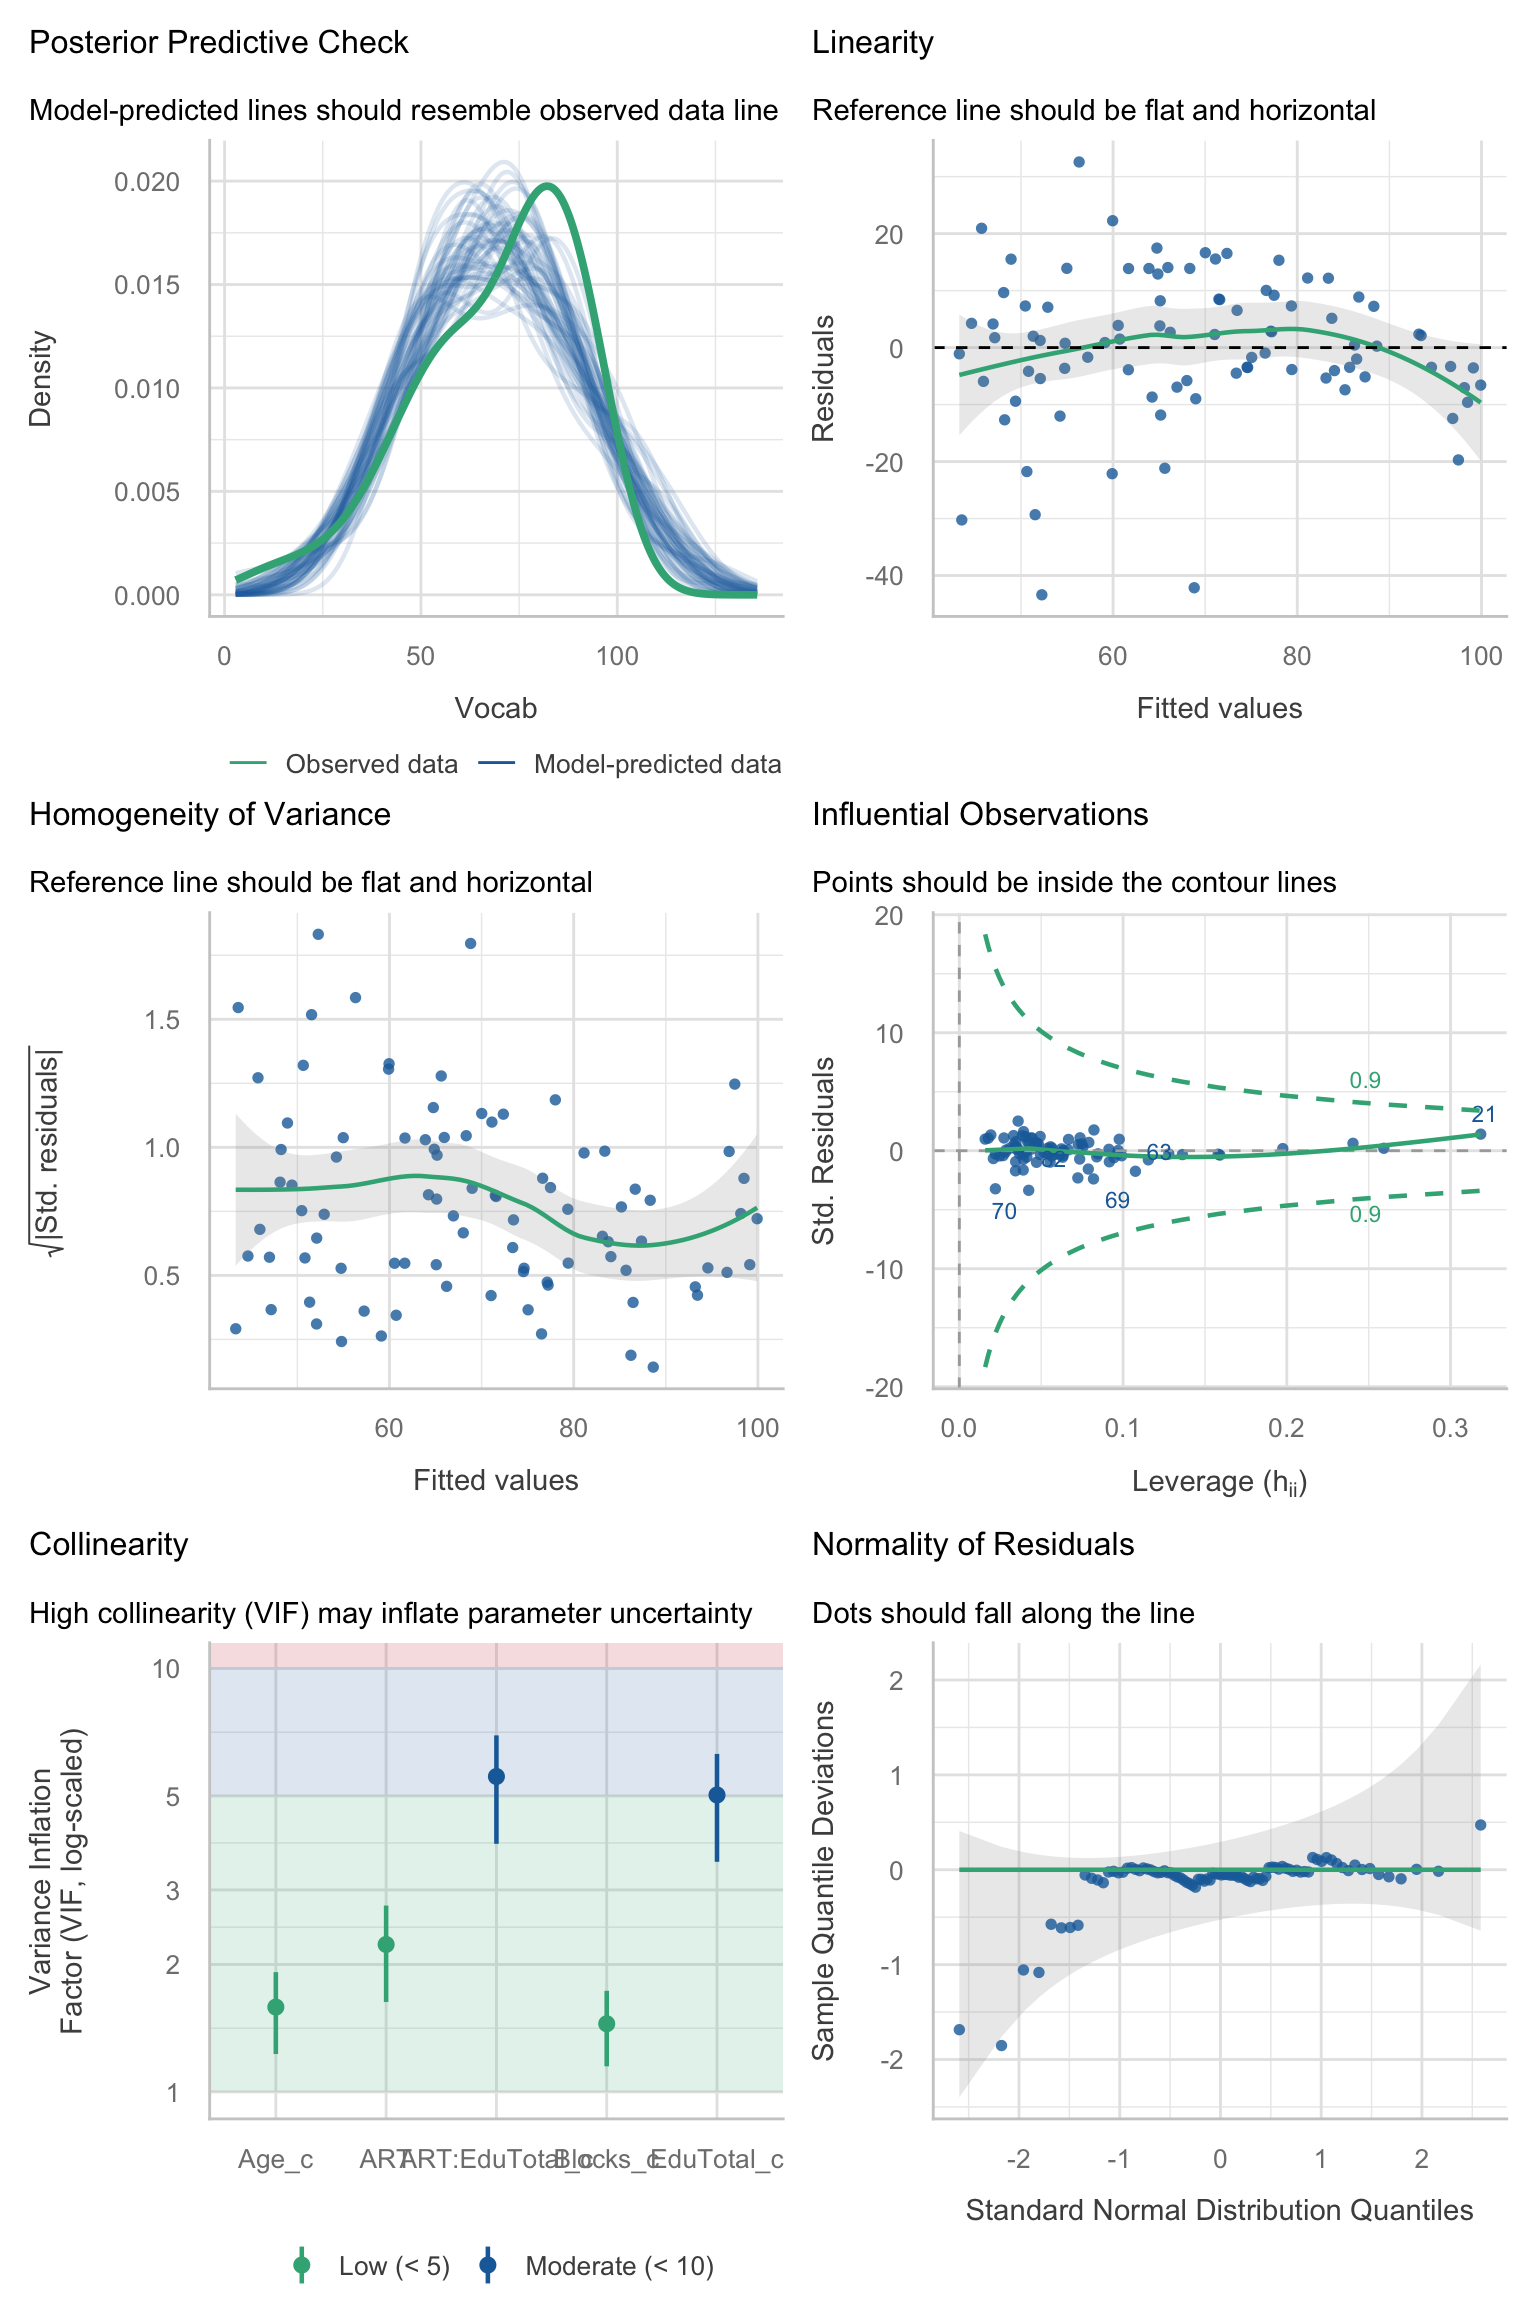 Posterior Predictive Check
Model-predicted lines should resemble observed data line
Density
0.020
0.015
0.010
0.005
0.000
0
50
100
Vocab
Observed data
Model-predicted data
Linearity
Reference line should be flat and horizontal
Residuals
20
0
-20
-40
60
80
100
Fitted values
Homogeneity of Variance
Reference line should be flat and horizontal
√|Std. residuals|
1.5
1.0
0.5
60
80
100
Fitted values
Influential Observations
Points should be inside the contour lines
Std. Residuals
20
10
0
-10
-20
0.9
21
63
69
70
0.9
0.0
0.1
0.2
0.3
Leverage (hii)
Collinearity
High collinearity (VIF) may inflate parameter uncertainty
Variance Inflation
Factor (VIF, log-scaled)
10
5
3
2
1
Age_c
ART
ART:EduTotal_c
Blocks_c
EduTotal_c
Low (< 5)
Moderate (< 10)
Normality of Residuals
Dots should fall along the line
Sample Quantile Deviations
2
1
0
-1
-2
-2
-1
0
1
2
Standard Normal Distribution Quantiles